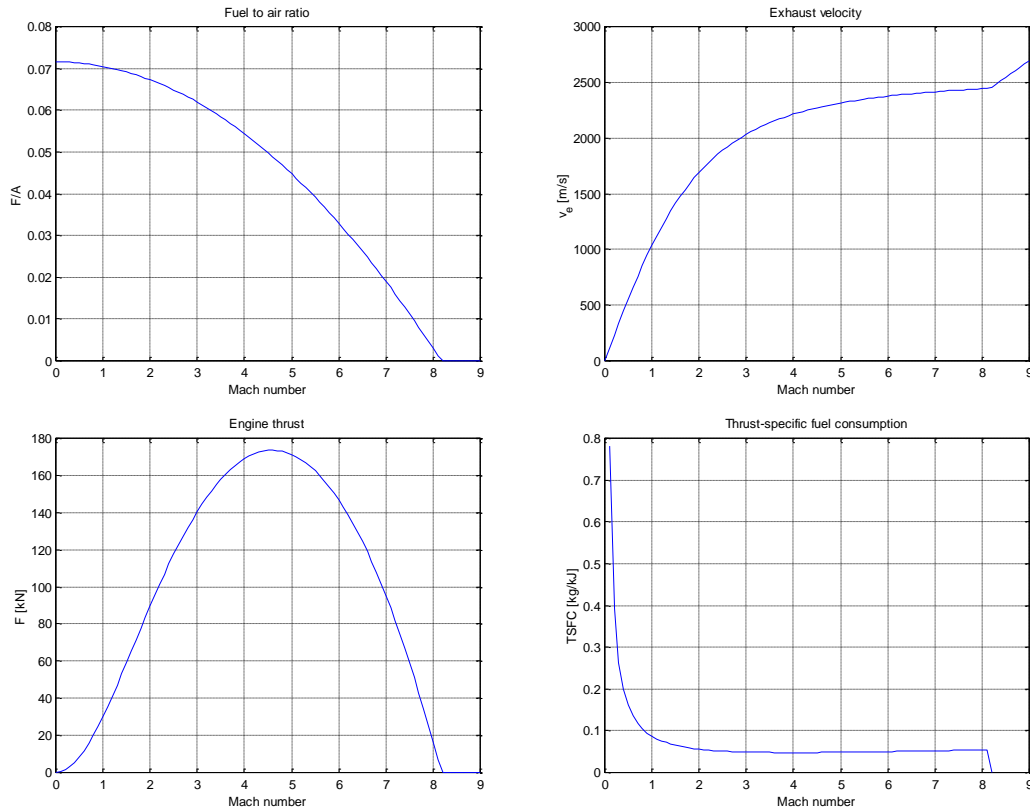 Fuel to air ratio
0.08
0.07
0.06
0.05
0.04
0.03
0.02
0.01
0
F/A
0 1 2 3 4 5 6 7 8 9
Mach number
Exhaust velocity
3000
2500
2000
1500
1000
500
0
v_e [m/s]
0 1 2 3 4 5 6 7 8 9
Mach number
Engine thrust
180
160
140
120
100
80
60
40
20
0
F [kN]
0 1 2 3 4 5 6 7 8 9
Mach number
Thrust-specific fuel consumption
0.8
0.7
0.6
0.5
0.4
0.3
0.2
0.1
0
TSFC [kg/kJ]
0 1 2 3 4 5 6 7 8 9
Mach number